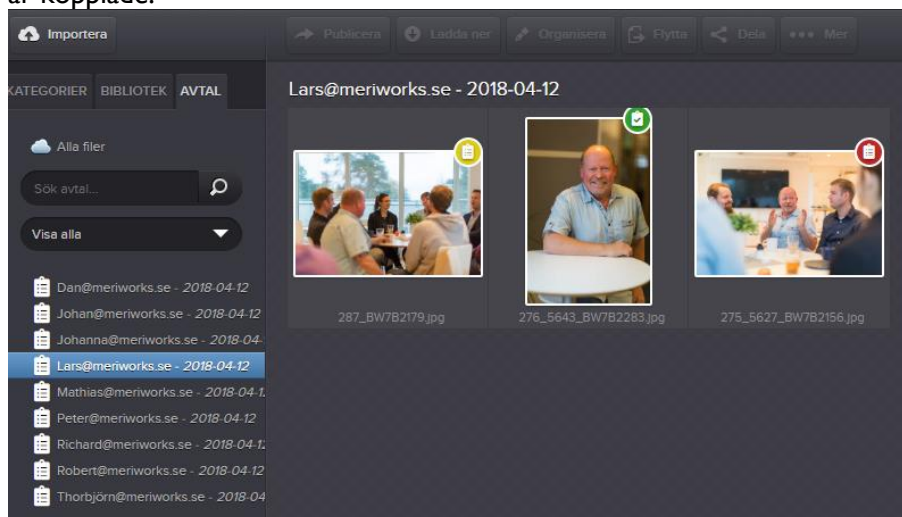 är kopplade.
Importera
Publicera Ladda ner Organisera Flytta Dela Mer
KATEGORIER BIBLIOTEK AVTAL
Lars@meriworks.se - 2018-04-12
Alla filer
Sök avtal...
Visa alla
Dan@meriworks.se - 2018-04-12
Johan@meriworks.se - 2018-04-12
Johanna@meriworks.se - 2018-04-
Lars@meriworks.se - 2018-04-12
Mathias@meriworks.se - 2018-04-1
Peter@meriworks.se - 2018-04-12
Richard@meriworks.se - 2018-04-12
Robert@meriworks.se - 2018-04-12
Thorbjörn@meriworks.se - 2018-04
287_BW7B2179.jpg
276_5643_BW7B2283.jpg
275_5627_BW7B2156.jpg